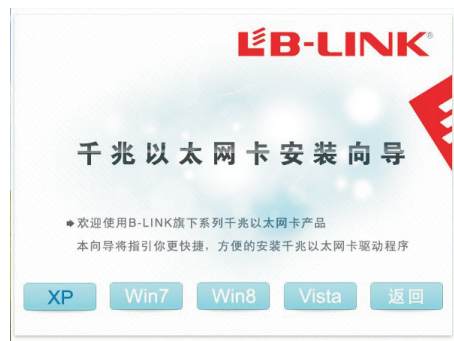 LB-LINK®
千兆以太网卡安装向导
欢迎使用B-LINK旗下系列千兆以太网卡产品
本向导将指引你更快捷，方便的安装千兆以太网卡驱动程序
XP Win7 Win8 Vista 返回